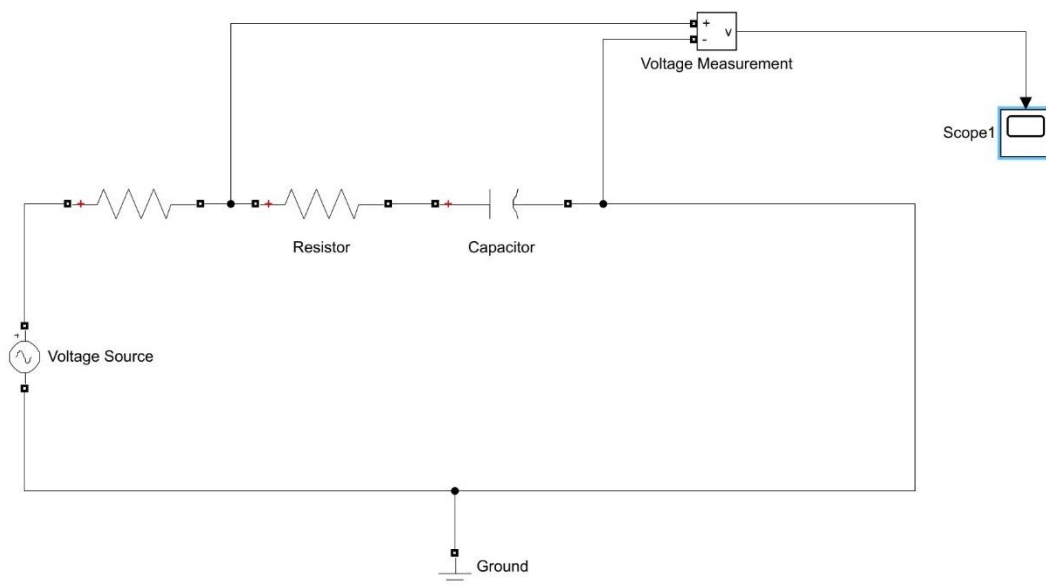 +
-
v
Voltage Measurement
Scope1
+
+
+
Resistor
Capacitor
+
Voltage Source
Ground